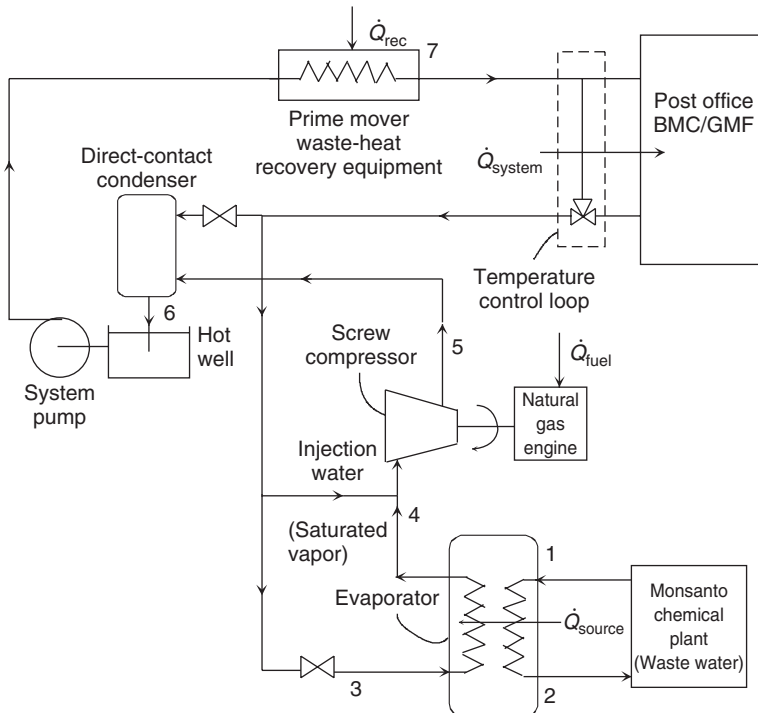 Q̇rec
7
Prime mover
waste-heat
recovery equipment
Post office
BMC/GMF
Q̇system
Direct-contact
condenser
Temperature
control loop
6
Hot
well
System
pump
Screw
compressor
5
Q̇fuel
Natural
gas
engine
Injection
water
4
(Saturated
vapor)
Evaporator
1
Q̇source
Monsanto
chemical
plant
(Waste water)
3
2